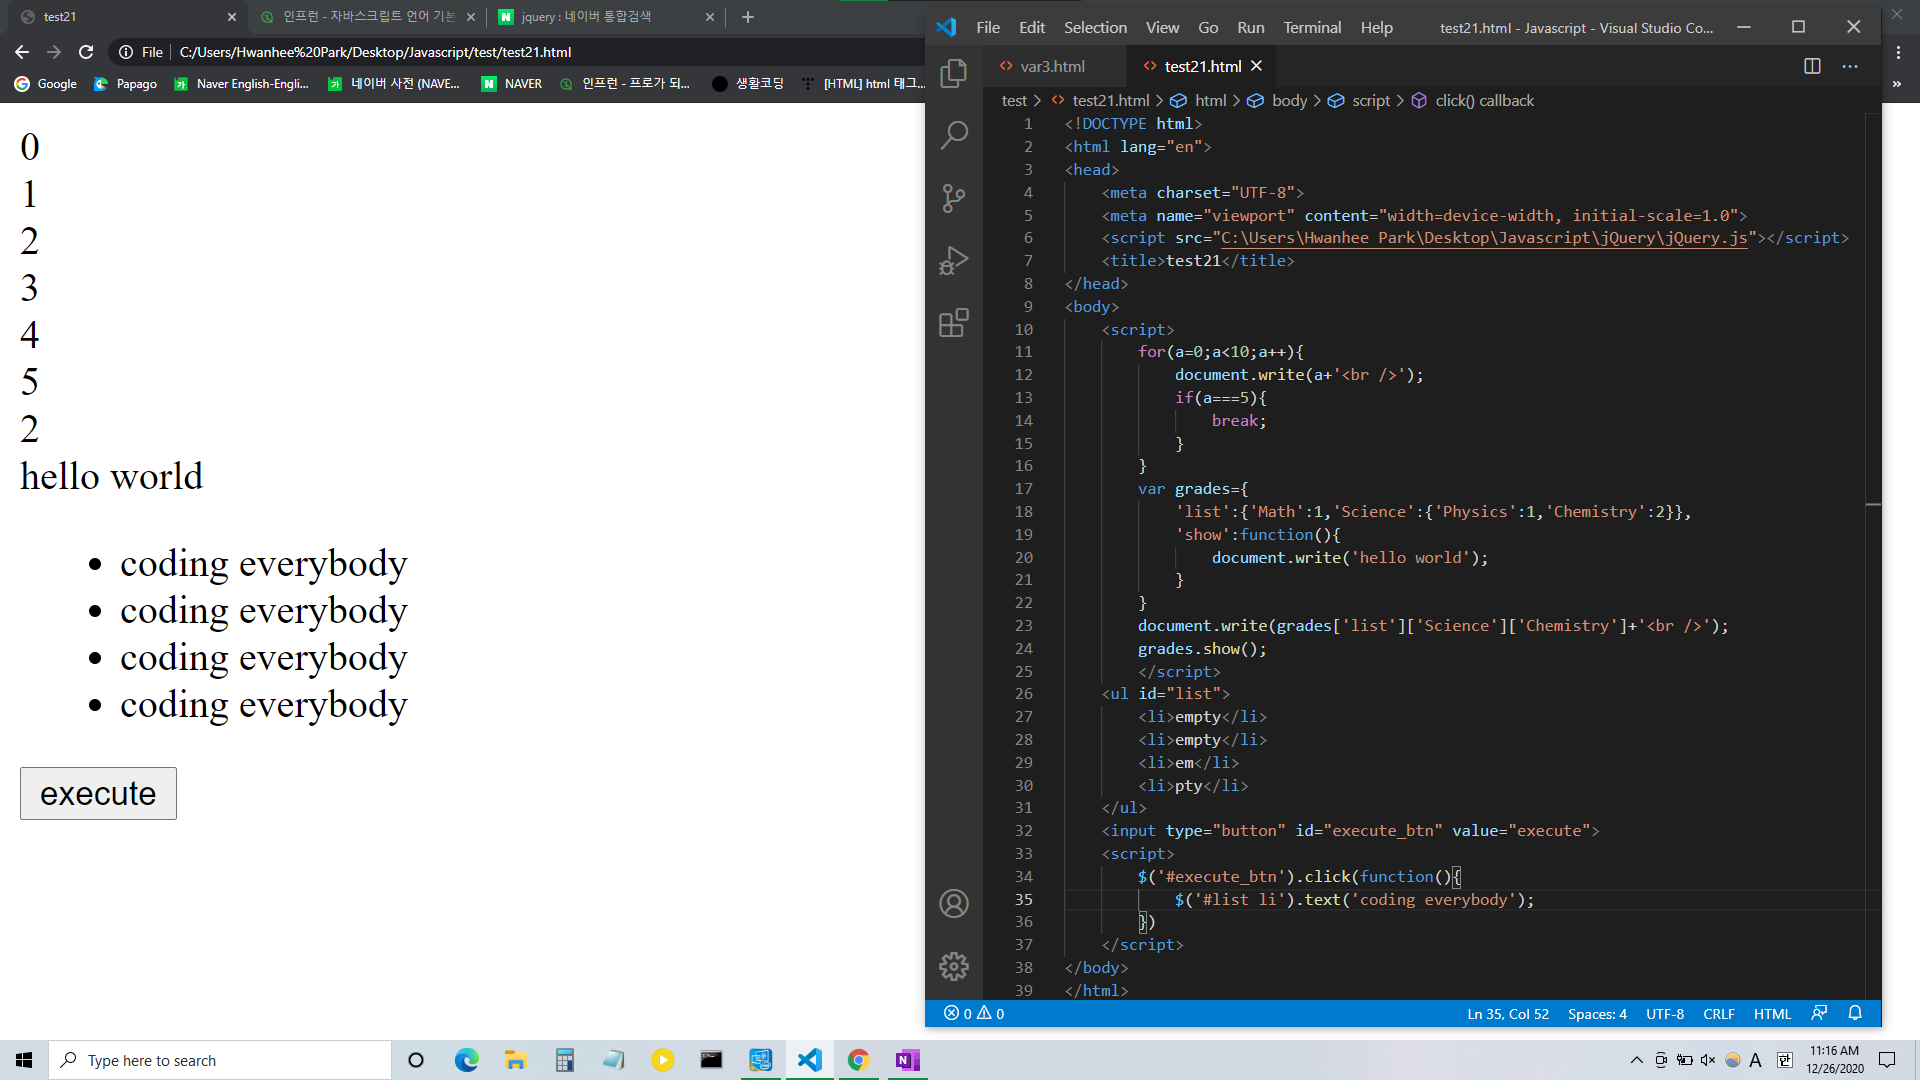 test21
인프런 - 자바스크립트 언어 기본
jquery : 네이버 통합검색
File C:/Users/Hwanhee%20Park/Desktop/Javascript/test/test21.html
Google Papago Naver English-Engli... 네이버 사전 (NAVE... NAVER 인프런 - 프로가 되... 생활코딩 [HTML] html 태그...
0
1
2
3
4
5
2
hello world
coding everybody
coding everybody
coding everybody
coding everybody
execute
File Edit Selection View Go Run Terminal Help test21.html - Javascript - Visual Studio Co...
var3.html test21.html
test > test21.html > html > body > script > click() callback
1 <!DOCTYPE html>
2 <html lang="en">
3 <head>
4 <meta charset="UTF-8">
5 <meta name="viewport" content="width=device-width, initial-scale=1.0">
6 <script src="C:\Users\Hwanhee Park\Desktop\Javascript\jQuery\jQuery.js"></script>
7 <title>test21</title>
8 </head>
9 <body>
10 <script>
11 for(a=0;a<10;a++){
12 document.write(a+'<br />');
13 if(a===5){
14 break;
15 }
16 }
17 var grades={
18 'list':{'Math':1,'Science':{'Physics':1,'Chemistry':2}},
19 'show':function(){
20 document.write('hello world');
21 }
22 }
23 document.write(grades['list']['Science']['Chemistry']+'<br />');
24 grades.show();
25 </script>
26 <ul id="list">
27 <li>empty</li>
28 <li>empty</li>
29 <li>em</li>
30 <li>pty</li>
31 </ul>
32 <input type="button" id="execute_btn" value="execute">
33 <script>
34 $('#execute_btn').click(function(){
35 $('#list li').text('coding everybody');
36 })
37 </script>
38 </body>
39 </html>
0 0 Ln 35, Col 52 Spaces: 4 UTF-8 CRLF HTML
Type here to search
A 한 11:16 AM
12/26/2020